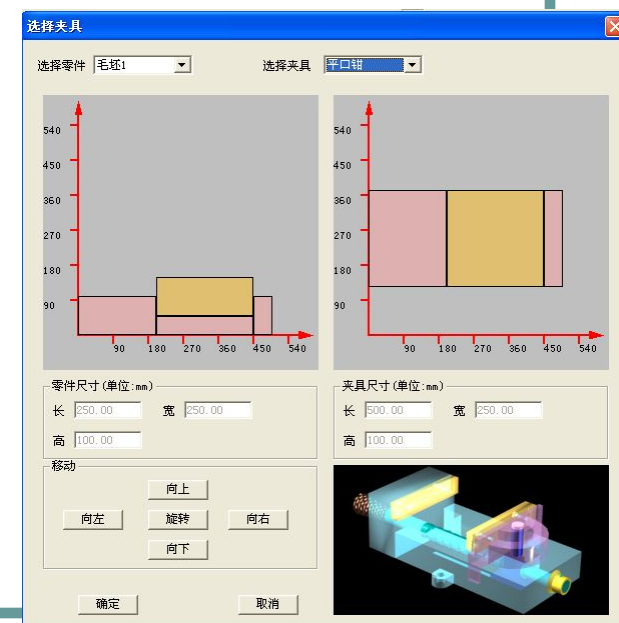 选择夹具
选择零件 毛坯1 选择夹具 平口钳
540 540
450 450
360 360
270 270
180 180
90 90
90 180 270 360 450 540 90 180 270 360 450 540
零件尺寸(单位:mm) 夹具尺寸(单位:mm)
长 250.00 宽 250.00 长 500.00 宽 250.00
高 100.00 高 100.00
移动
向上
向左 旋转 向右
向下
确定 取消